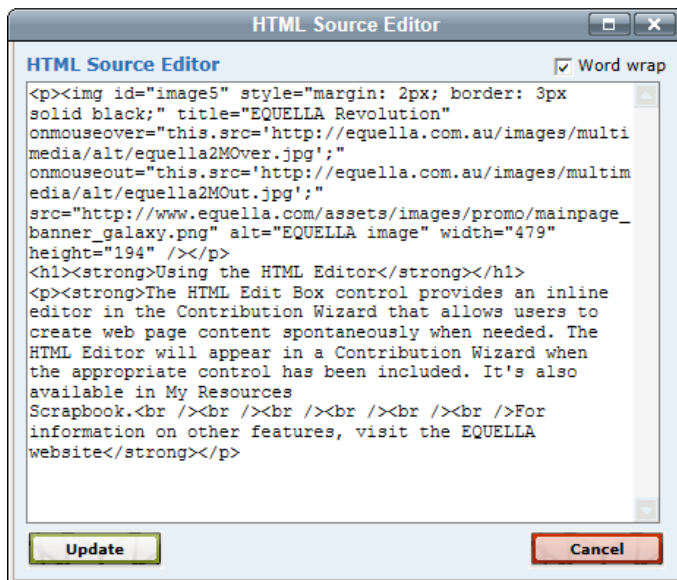 HTML Source Editor
HTML Source Editor
Word wrap
<p><img id="image5" style="margin: 2px; border: 3px
solid black;" title="EQUELLA Revolution"
onmouseover="this.src='http://equella.com.au/images/multi
media/alt/equella2MOver.jpg';"
onmouseout="this.src='http://equella.com.au/images/multim
edia/alt/equella2MOut.jpg';"
src="http://www.equella.com/assets/images/promo/mainpage_
banner_galaxy.png" alt="EQUELLA image" width="479"
height="194" /></p>
<h1><strong>Using the HTML Editor</strong></h1>
<p><strong>The HTML Edit Box control provides an inline
editor in the Contribution Wizard that allows users to
create web page content spontaneously when needed. The
HTML Editor will appear in a Contribution Wizard when
the appropriate control has been included. It's also
available in My Resources
Scrapbook.<br /><br /><br /><br /><br /><br />For
information on other features, visit the EQUELLA
website</strong></p>
Update
Cancel